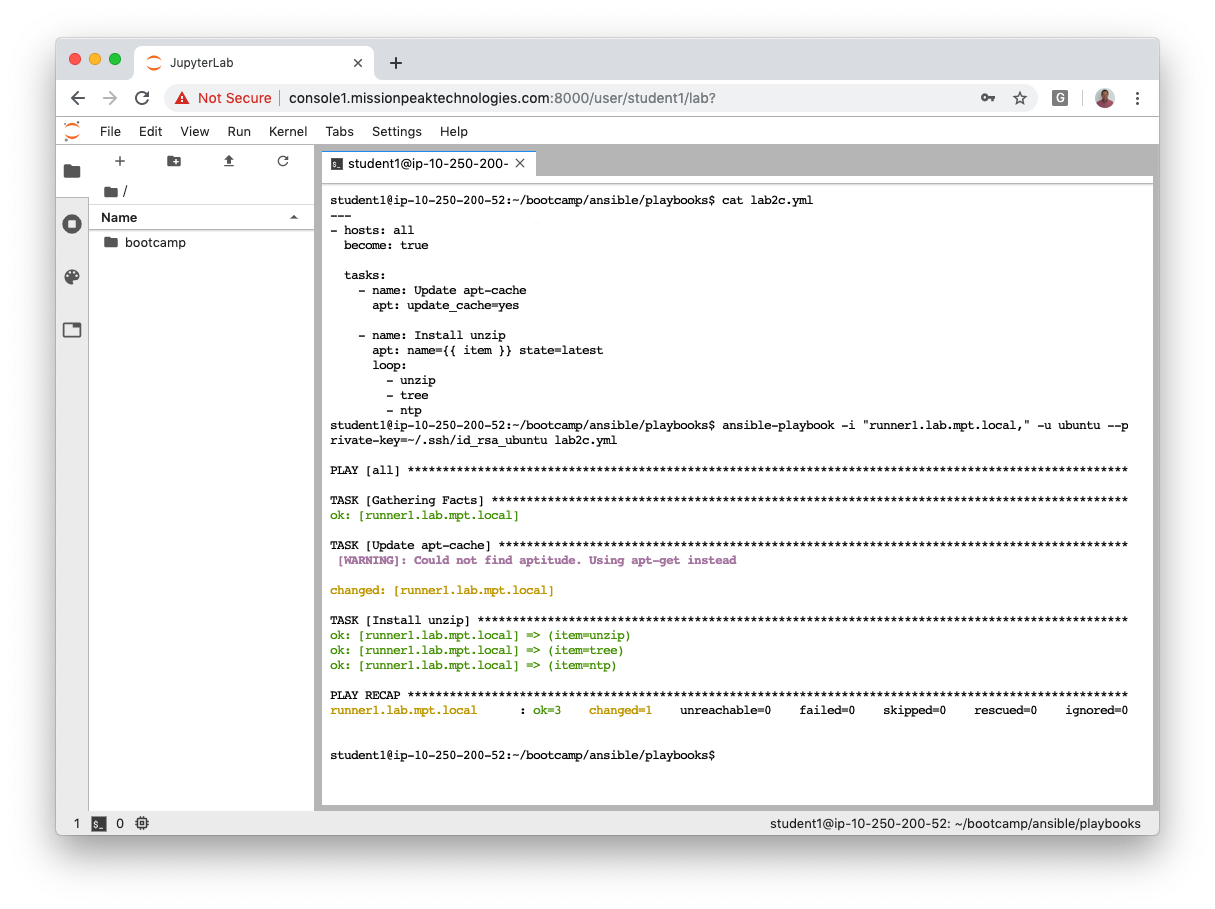 JupyterLab
Not Secure console1.missionpeaktechnologies.com:8000/user/student1/lab?
G
File Edit View Run Kernel Tabs Settings Help
student1@ip-10-250-200-
/
Name
bootcamp
student1@ip-10-250-200-52:~/bootcamp/ansible/playbooks$ cat lab2c.yml
---
- hosts: all
  become: true
  tasks:
    - name: Update apt-cache
      apt: update_cache=yes
    - name: Install unzip
      apt: name={{ item }} state=latest
      loop:
        - unzip
        - tree
        - ntp
student1@ip-10-250-200-52:~/bootcamp/ansible/playbooks$ ansible-playbook -i "runner1.lab.mpt.local," -u ubuntu --p
rivate-key=~/.ssh/id_rsa_ubuntu lab2c.yml
PLAY [all] *******************************************************************************************************
TASK [Gathering Facts] *******************************************************************************************
ok: [runner1.lab.mpt.local]
TASK [Update apt-cache] ******************************************************************************************
 [WARNING]: Could not find aptitude. Using apt-get instead
changed: [runner1.lab.mpt.local]
TASK [Install unzip] *********************************************************************************************
ok: [runner1.lab.mpt.local] => (item=unzip)
ok: [runner1.lab.mpt.local] => (item=tree)
ok: [runner1.lab.mpt.local] => (item=ntp)
PLAY RECAP *******************************************************************************************************
runner1.lab.mpt.local      : ok=3    changed=1    unreachable=0    failed=0    skipped=0    rescued=0    ignored=0
student1@ip-10-250-200-52:~/bootcamp/ansible/playbooks$
1 $_ 0 student1@ip-10-250-200-52: ~/bootcamp/ansible/playbooks